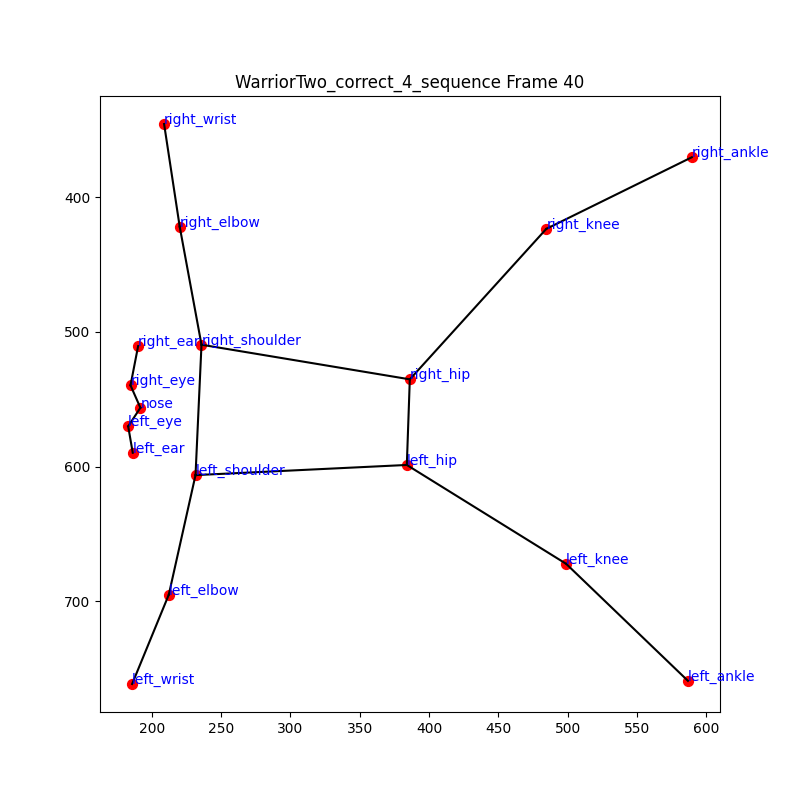 WarriorTwo_correct_4_sequence Frame 40
right_wrist
right_ankle
400
right_elbow
right_knee
500
right_ear
right_shoulder
right_eye
right_hip
nose
left_eye
left_ear
left_hip
600
left_shoulder
left_knee
left_elbow
700
left_wrist
left_ankle
200 250 300 350 400 450 500 550 600